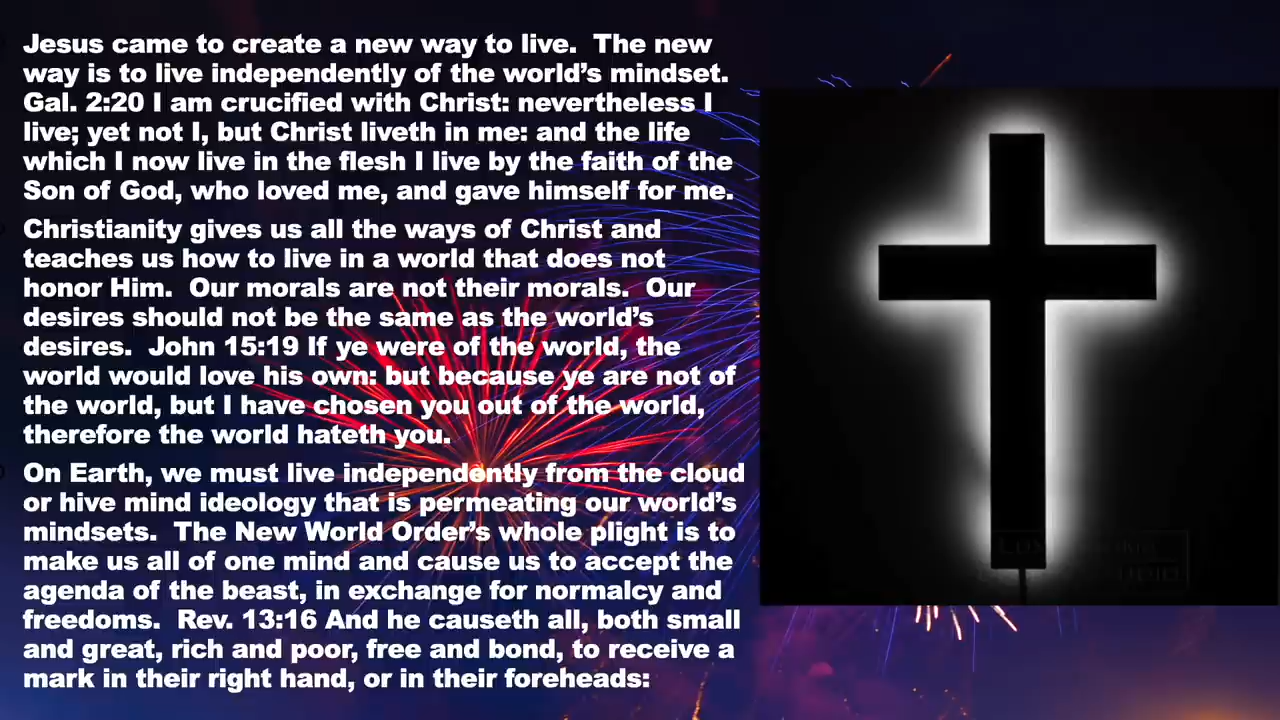 Jesus came to create a new way to live.  The new
way is to live independently of the world's mindset.
Gal. 2:20 I am crucified with Christ: nevertheless I
live; yet not I, but Christ liveth in me: and the life
which I now live in the flesh I live by the faith of the
Son of God, who loved me, and gave himself for me.
Christianity gives us all the ways of Christ and
teaches us how to live in a world that does not
honor Him.  Our morals are not their morals.  Our
desires should not be the same as the world's
desires.  John 15:19 If ye were of the world, the
world would love his own: but because ye are not of
the world, but I have chosen you out of the world,
therefore the world hateth you.
On Earth, we must live independently from the cloud
or hive mind ideology that is permeating our world's
mindsets.  The New World Order's whole plight is to
make us all of one mind and cause us to accept the
agenda of the beast, in exchange for normalcy and
freedoms.  Rev. 13:16 And he causeth all, both small
and great, rich and poor, free and bond, to receive a
mark in their right hand, or in their foreheads: